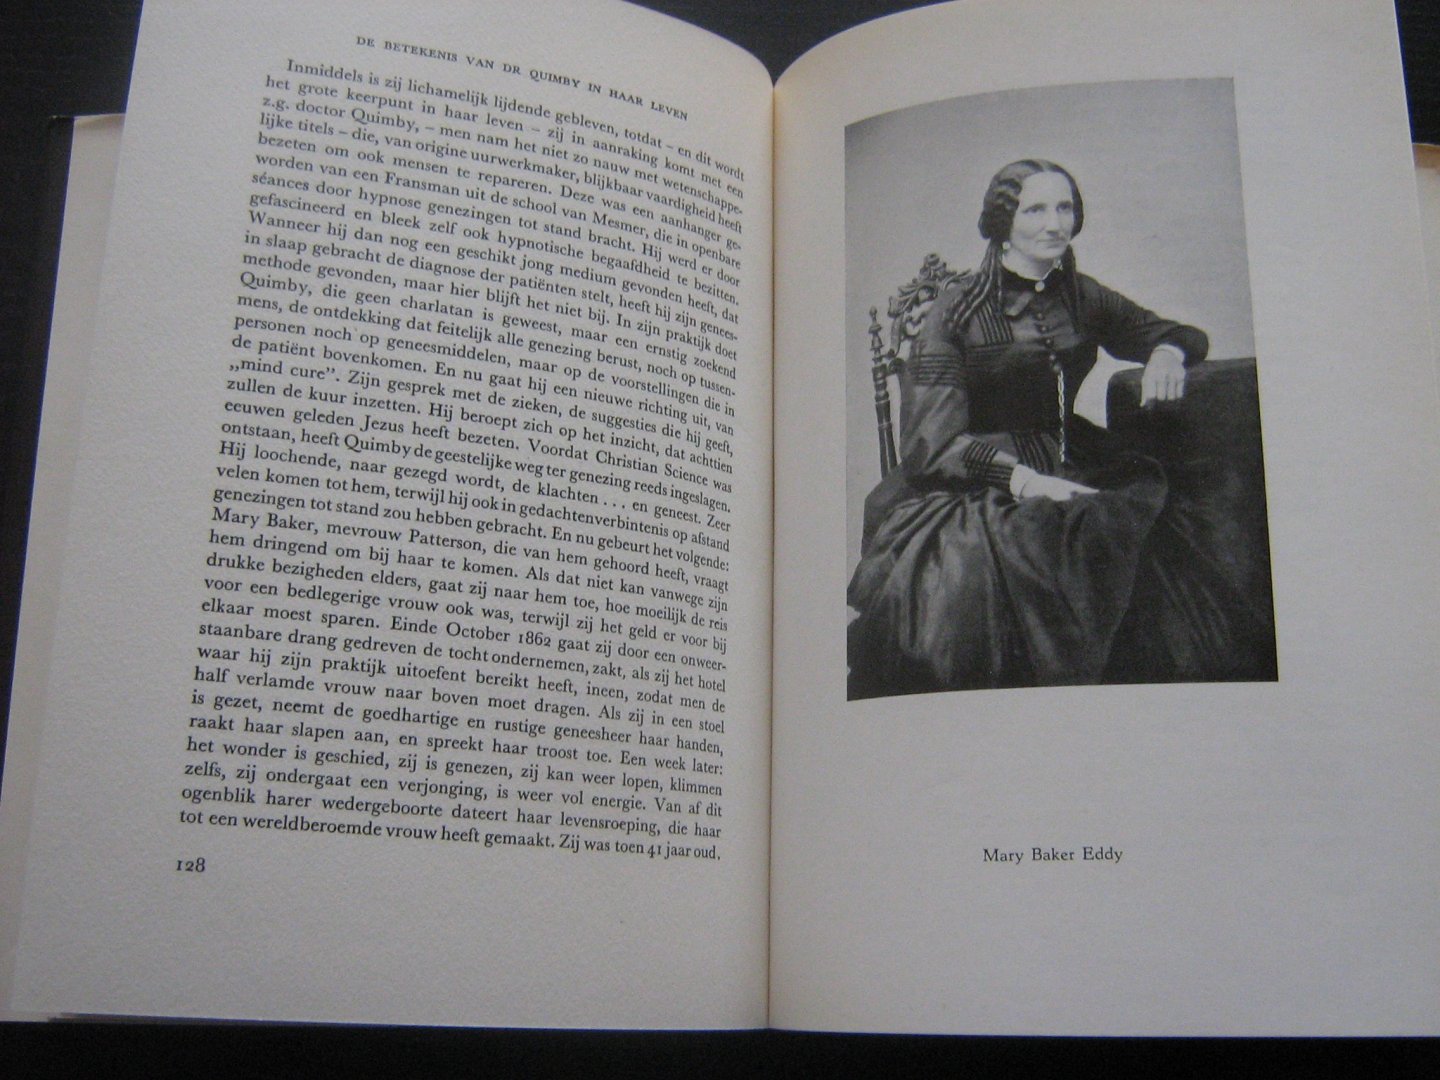 DE BETEKENIS VAN DR QUIMBY IN HAAR LEVEN
Inmiddels is zij lichamelijk lijdende gebleven, totdat – en dit wordt
het grote keerpunt in haar leven – zij in aanraking komt met een
z.g. doctor Quimby, – men nam het niet zo nauw met wetenschappe-
lijke titels – die, van origine uurwerkmaker, blijkbaar vaardigheid heeft
bezeten om ook mensen te repareren. Deze was een aanhanger ge-
worden van een Fransman uit de school van Mesmer, die in openbare
séances door hypnose genezingen tot stand bracht. Hij werd er door
gefascineerd en bleek zelf ook hypnotische begaafdheid te bezitten.
Wanneer hij dan nog een geschikt jong medium gevonden heeft, dat
in slaap gebracht de diagnose der patiënten stelt, heeft hij zijn genees-
methode gevonden, maar hier blijft het niet bij. In zijn praktijk doet
Quimby, die geen charlatan is geweest, maar een ernstig zoekend
mens, de ontdekking dat feitelijk alle genezing berust, noch op tussen-
personen noch op geneesmiddelen, maar op de voorstellingen die in
de patiënt bovenkomen. En nu gaat hij een nieuwe richting uit, van
„mind cure”. Zijn gesprek met de zieken, de suggesties die hij geeft,
zullen de kuur inzetten. Hij beroept zich op het inzicht, dat achttien
eeuwen geleden Jezus heeft bezeten. Voordat Christian Science was
ontstaan, heeft Quimby de geestelijke weg ter genezing reeds ingeslagen.
Hij loochende, naar gezegd wordt, de klachten . . . en geneest. Zeer
velen komen tot hem, terwijl hij ook in gedachtenverbintenis op afstand
genezingen tot stand zou hebben gebracht. En nu gebeurt het volgende:
Mary Baker, mevrouw Patterson, die van hem gehoord heeft, vraagt
hem dringend om bij haar te komen. Als dat niet kan vanwege zijn
drukke bezigheden elders, gaat zij naar hem toe, hoe moeilijk de reis
voor een bedlegerige vrouw ook was, terwijl zij het geld er voor bij
elkaar moest sparen. Einde October 1862 gaat zij door een onweer-
staanbare drang gedreven de tocht ondernemen, zakt, als zij het hotel
waar hij zijn praktijk uitoefent bereikt heeft, ineen, zodat men de
half verlamde vrouw naar boven moet dragen. Als zij in een stoel
is gezet, neemt de goedhartige en rustige geneesheer haar handen,
raakt haar slapen aan, en spreekt haar troost toe. Een week later:
het wonder is geschied, zij is genezen, zij kan weer lopen, klimmen
zelfs, zij ondergaat een verjonging, is weer vol energie. Van af dit
ogenblik harer wedergeboorte dateert haar levensroeping, die haar
tot een wereldberoemde vrouw heeft gemaakt. Zij was toen 41 jaar oud.
128
Mary Baker Eddy